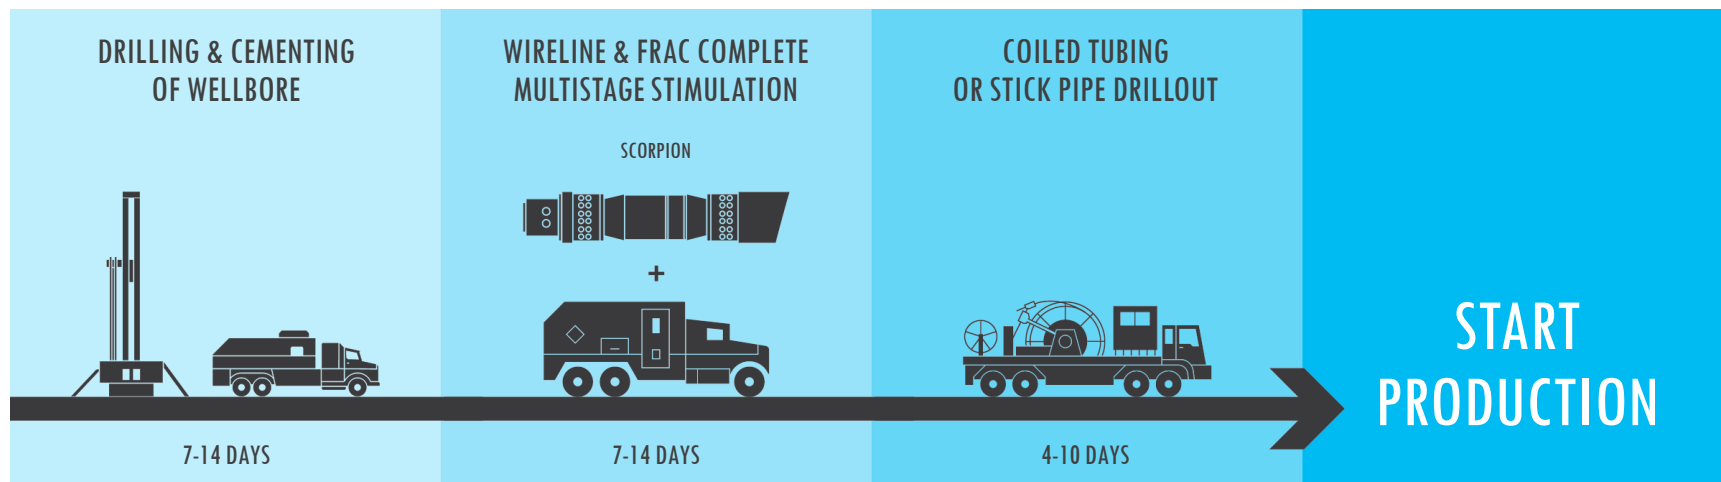 DRILLING & CEMENTING
OF WELLBORE
7-14 DAYS
WIRELINE & FRAC COMPLETE
MULTISTAGE STIMULATION
SCORPION
+
7-14 DAYS
COILED TUBING
OR STICK PIPE DRILLOUT
4-10 DAYS
START
PRODUCTION